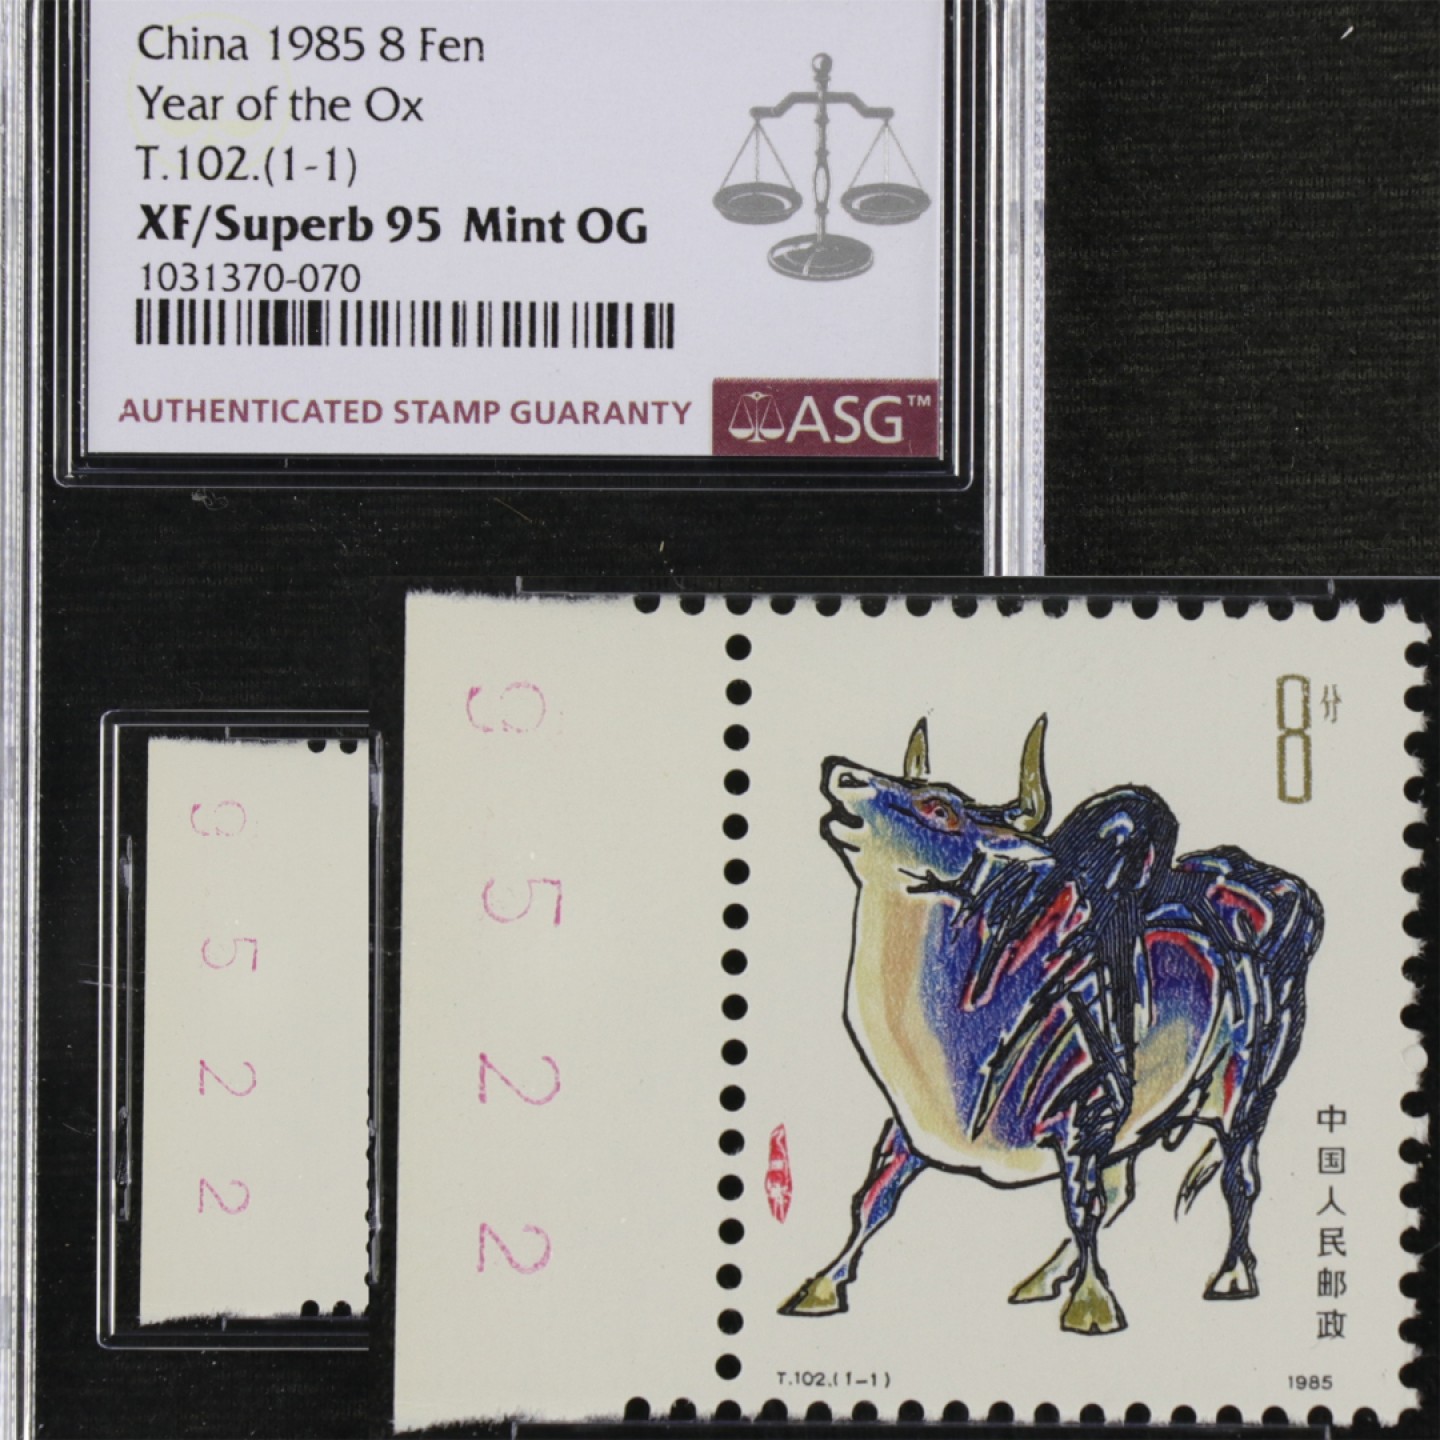 China 1985 8 Fen
Year of the Ox
T.102.(1-1)
XF/Superb 95 Mint OG
1031370-070
AUTHENTICATED STAMP GUARANTY
ASG™
9522
9522
8分
中国人民邮政
T.102.(1-1)
1985